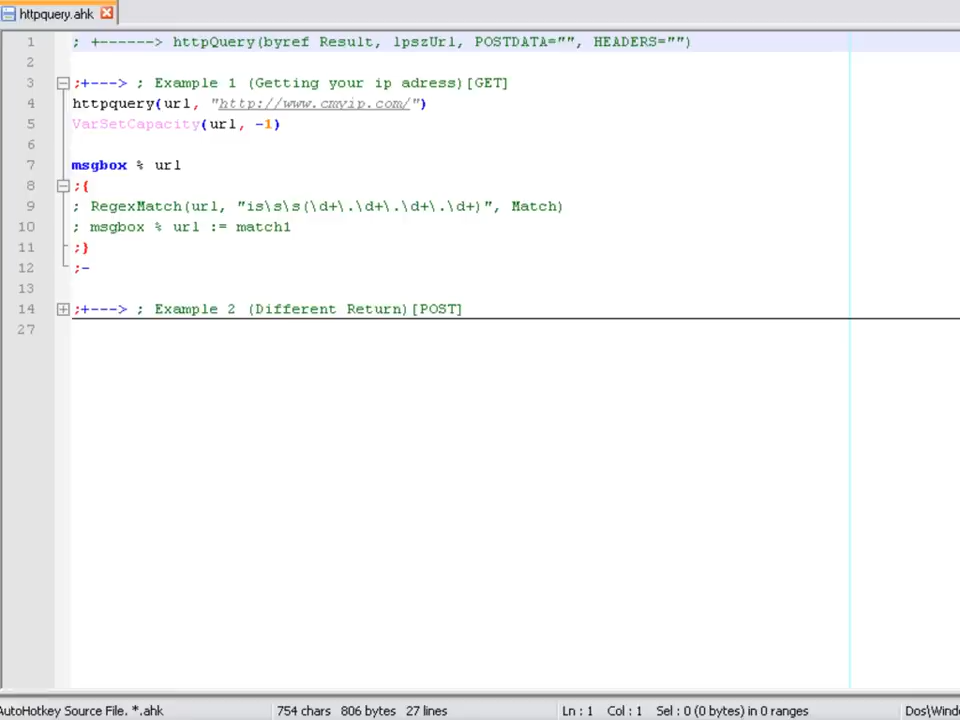 httpquery.ahk
1 ; +------> httpQuery(byref Result, lpszUrl, POSTDATA="", HEADERS="")
2
3 ;+---> ; Example 1 (Getting your ip adress)[GET]
4 httpquery(url, "http://www.cmyip.com/")
5 VarSetCapacity(url, -1)
6
7 msgbox % url
8 ;{
9 ; RegexMatch(url, "is\s\s(\d+\.\d+\.\d+\.\d+)", Match)
10 ; msgbox % url := match1
11 ;}
12 ;-
13
14 ;+---> ; Example 2 (Different Return)[POST]
27
AutoHotkey Source File. *.ahk 754 chars 806 bytes 27 lines Ln : 1 Col : 1 Sel : 0 (0 bytes) in 0 ranges Dos\Windo